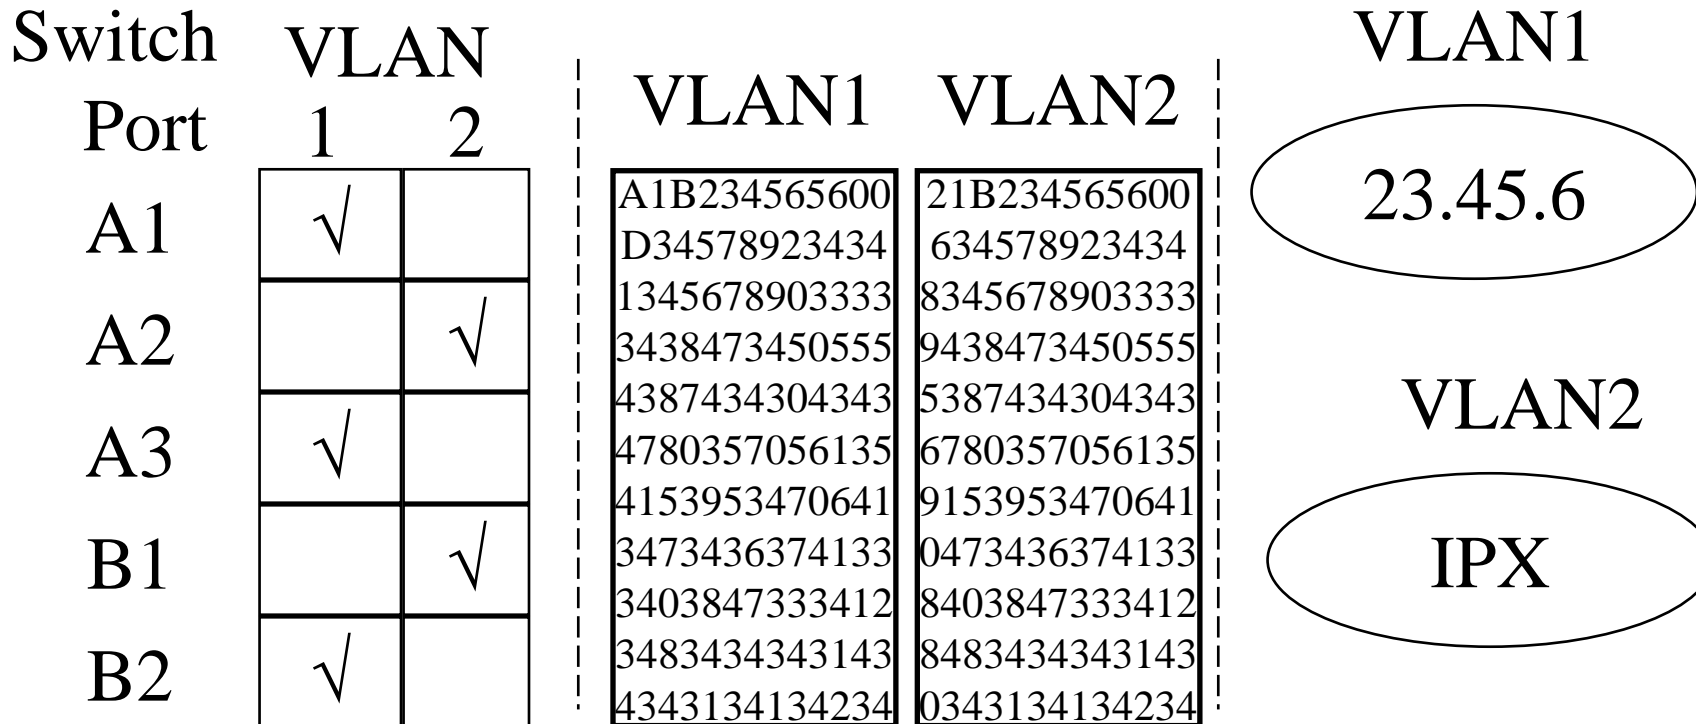 Switch VLAN
Port 1 2
A1 √
A2 √
A3 √
B1 √
B2 √
VLAN1 VLAN2
A1B234565600 21B234565600
D34578923434 634578923434
1345678903333 8345678903333
3438473450555 9438473450555
4387434304343 5387434304343
4780357056135 6780357056135
4153953470641 9153953470641
3473436374133 0473436374133
3403847333412 8403847333412
3483434343143 8483434343143
4343134134234 0343134134234
VLAN1
23.45.6
VLAN2
IPX